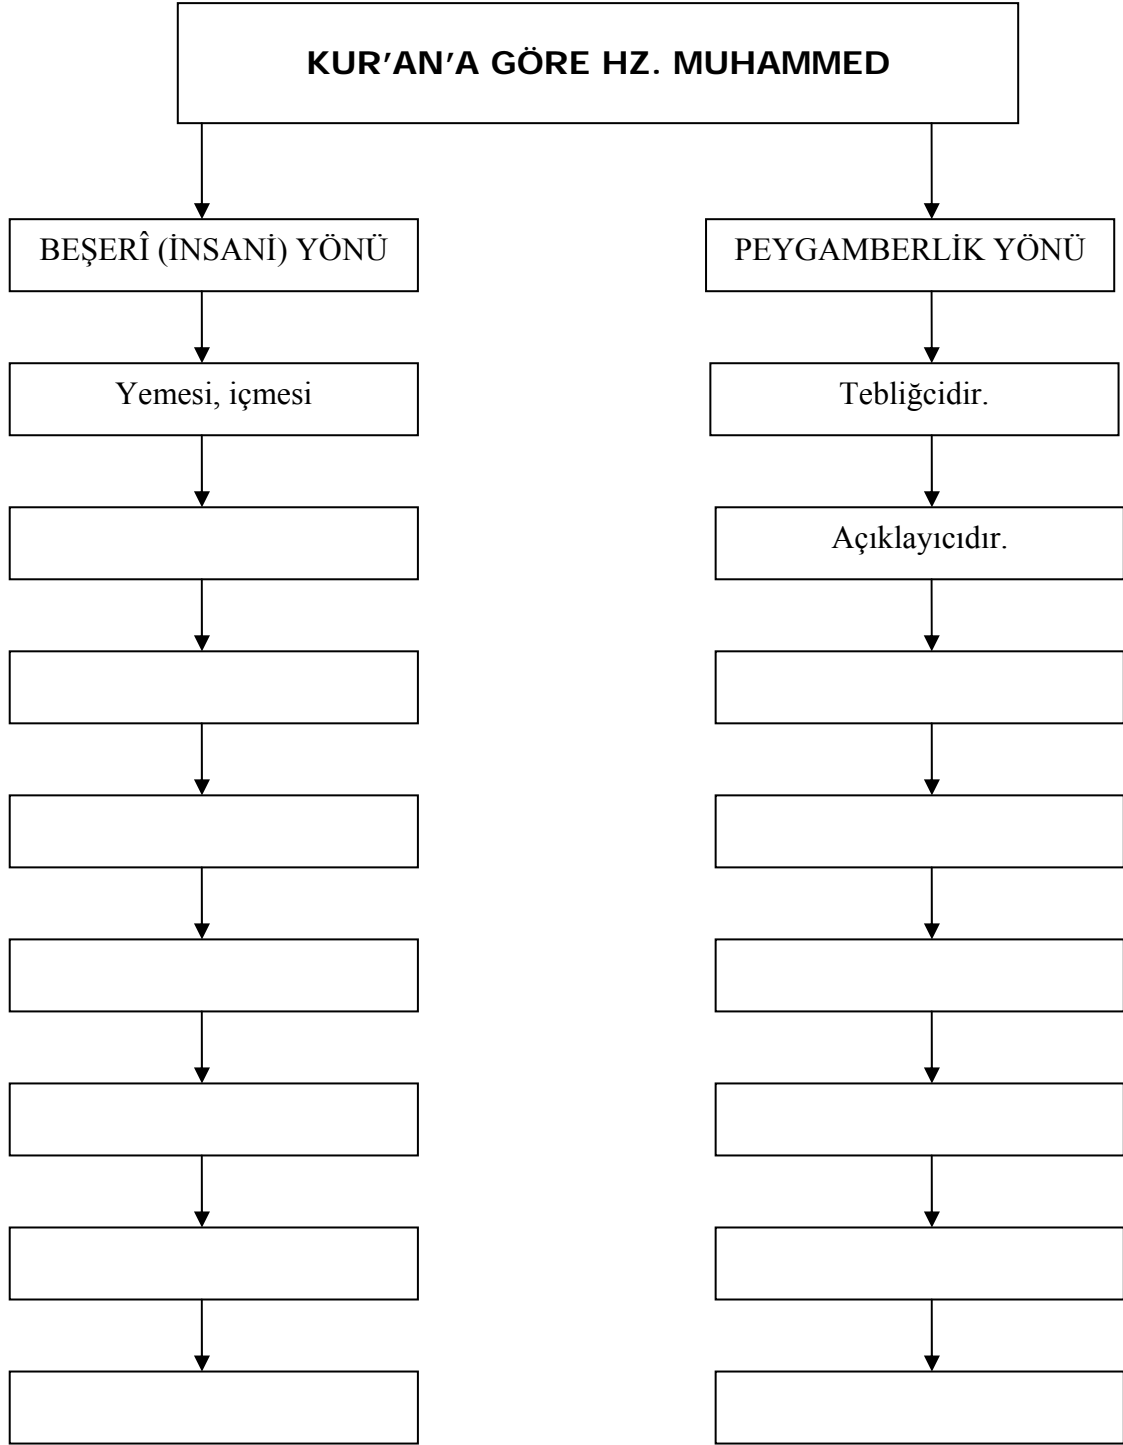 KUR’AN’A GÖRE HZ. MUHAMMED
BEŞERÎ (İNSANİ) YÖNÜ
PEYGAMBERLİK YÖNÜ
Yemesi, içmesi
Tebliğcidir.
Açıklayıcıdır.